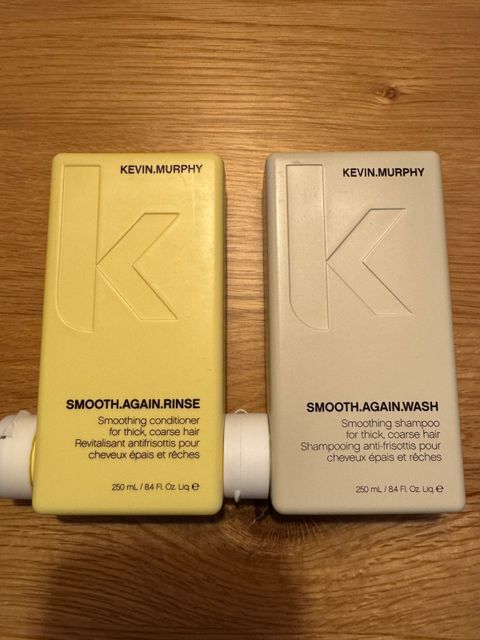 KEVIN.MURPHY
SMOOTH.AGAIN.RINSE
Smoothing conditioner
for thick, coarse hair
Revitalisant antifrisottis pour
cheveux épais et rêches
250 mL / 8.4 Fl. Oz. Liq. ℮
KEVIN.MURPHY
SMOOTH.AGAIN.WASH
Smoothing shampoo
for thick, coarse hair
Shampooing anti-frisottis pour
cheveux épais et rêches
250 mL / 8.4 Fl. Oz. Liq. ℮